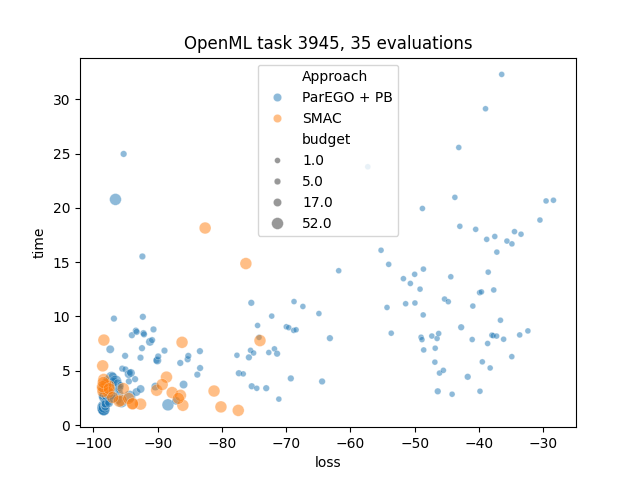 OpenML task 3945, 35 evaluations
Approach
ParEGO + PB
SMAC
budget
1.0
5.0
17.0
52.0
time
30
25
20
15
10
5
0
−100
−90
−80
−70
−60
−50
−40
−30
loss